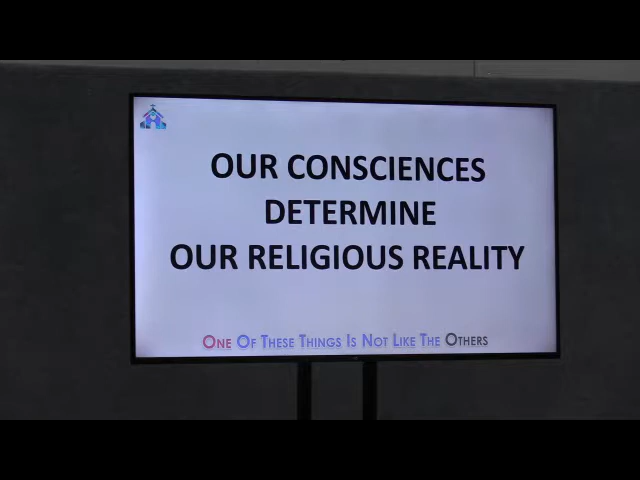 OUR CONSCIENCES
DETERMINE
OUR RELIGIOUS REALITY
ONE OF THESE THINGS IS NOT LIKE THE OTHERS